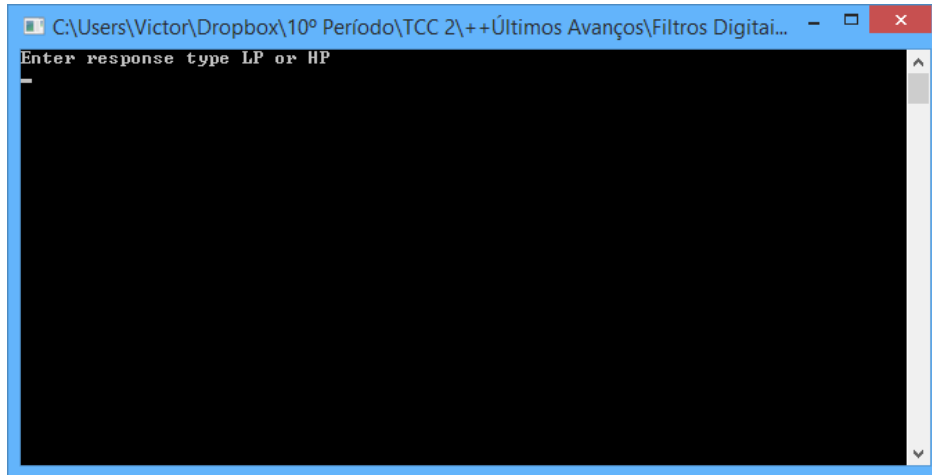 C:\Users\Victor\Dropbox\10º Período\TCC 2\++Últimos Avanços\Filtros Digitai...
Enter response type LP or HP